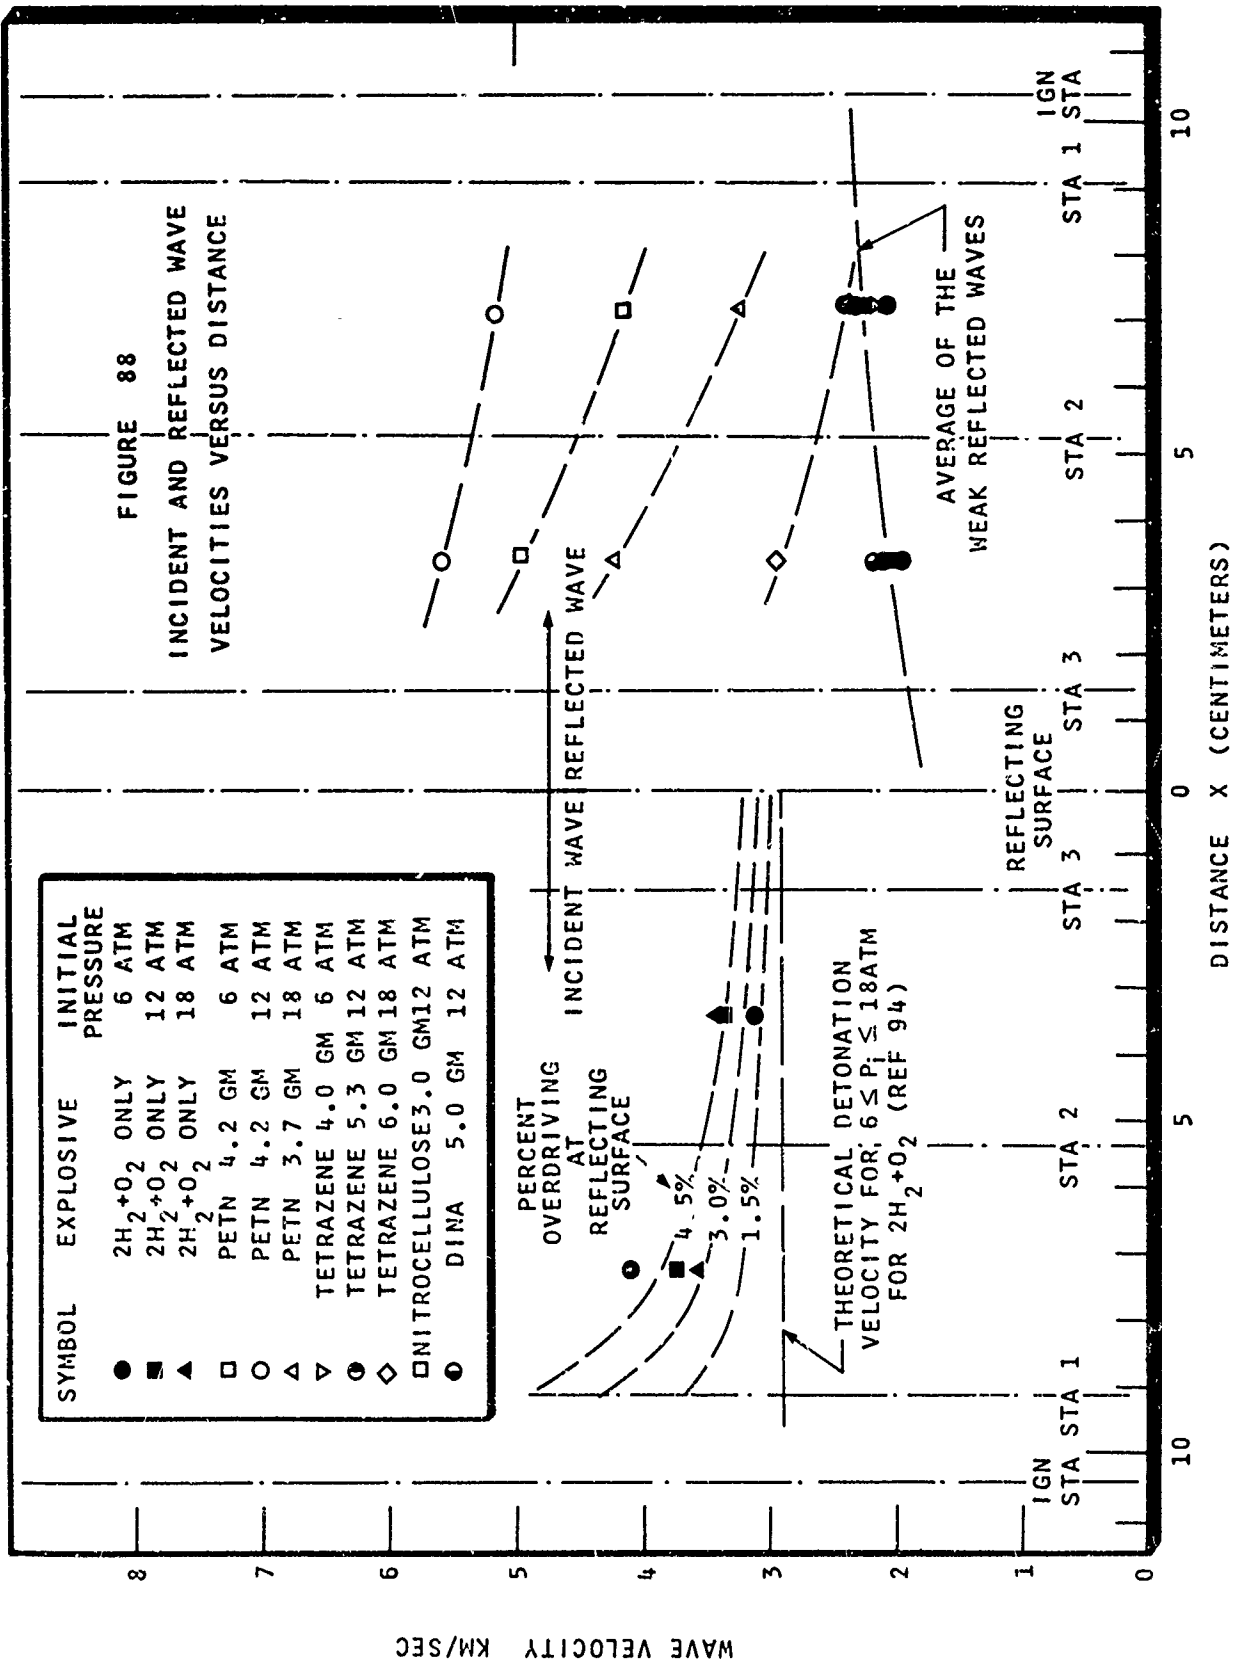 FIGURE 88
INCIDENT AND REFLECTED WAVE
VELOCITIES VERSUS DISTANCE
SYMBOL EXPLOSIVE INITIAL
PRESSURE
● 2H2+O2 ONLY 6 ATM
■ 2H2+O2 ONLY 12 ATM
▲ 2H2+O2 ONLY 18 ATM
□ PETN 4.2 GM 6 ATM
○ PETN 4.2 GM 12 ATM
△ PETN 3.7 GM 18 ATM
▽ TETRAZENE 4.0 GM 6 ATM
◑ TETRAZENE 5.3 GM 12 ATM
◇ TETRAZENE 6.0 GM 18 ATM
□ NITROCELLULOSE 3.0 GM 12 ATM
◐ DINA 5.0 GM 12 ATM
INCIDENT WAVE REFLECTED WAVE
PERCENT
OVERDRIVING
AT
REFLECTING
SURFACE
4.5%
3.0%
1.5%
THEORETICAL DETONATION
VELOCITY FOR, 6 ≤ Pi ≤ 18ATM
FOR 2H2+O2 (REF 94)
AVERAGE OF THE
WEAK REFLECTED WAVES
REFLECTING
SURFACE
IGN
STA
STA 1
STA 2
STA 3
STA 3
STA 2
STA 1
IGN
STA
8
7
6
5
4
3
2
1
0
WAVE VELOCITY KM/SEC
10 5 0 5 10
DISTANCE X (CENTIMETERS)